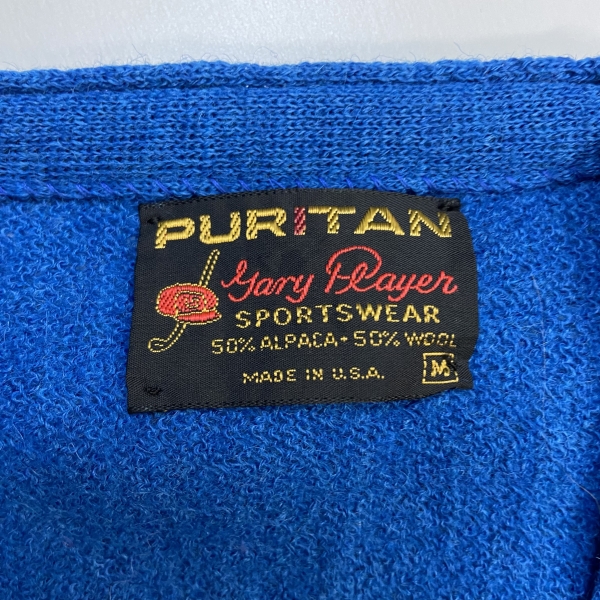 PURITAN
Gary Player
SPORTSWEAR
50% ALPACA - 50% WOOL
MADE IN U.S.A. M